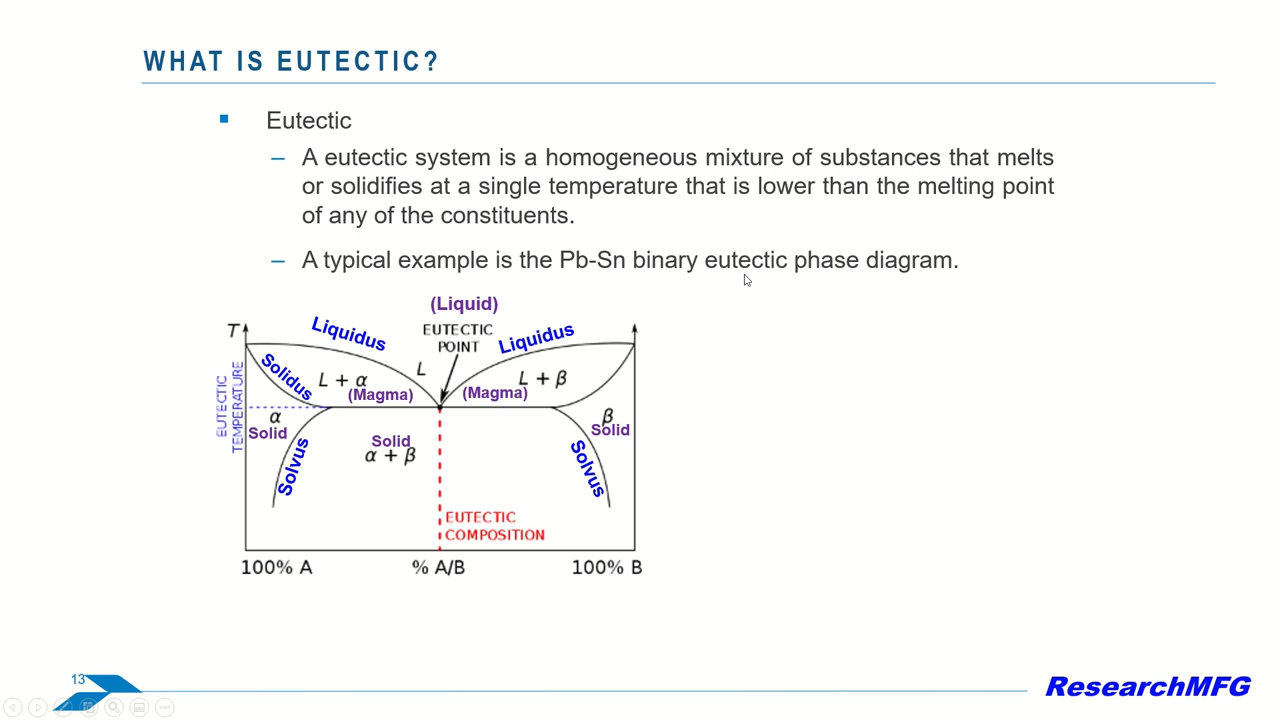 WHAT IS EUTECTIC?
▪ Eutectic
– A eutectic system is a homogeneous mixture of substances that melts
or solidifies at a single temperature that is lower than the melting point
of any of the constituents.
– A typical example is the Pb-Sn binary eutectic phase diagram.
(Liquid)
T
Liquidus
EUTECTIC
POINT
Liquidus
Solidus
L + α
(Magma)
L
(Magma)
L + β
EUTECTIC
TEMPERATURE
α
Solid
β
Solid
Solvus
Solid
α + β
Solvus
EUTECTIC
COMPOSITION
100% A
% A/B
100% B
13
ResearchMFG